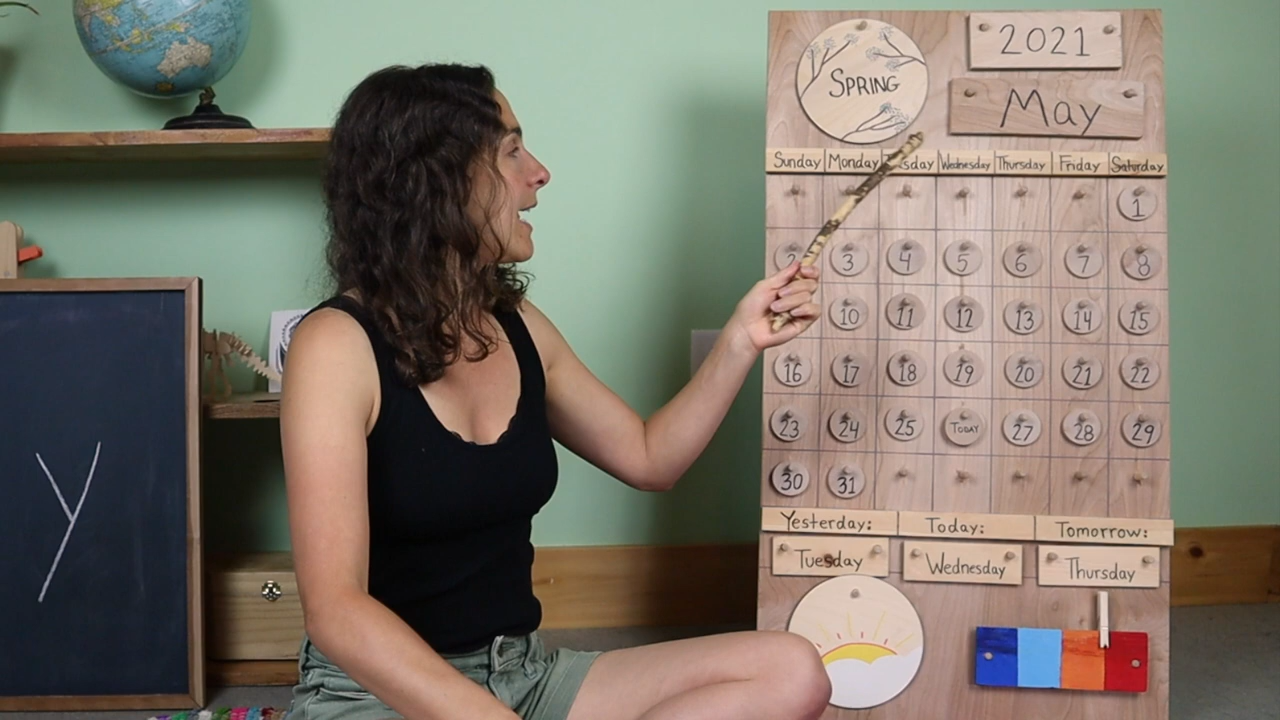 2021
SPRING
May
Sunday Monday Wednesday Thursday Friday Saturday
1
2 3 4 5 6 7 8
10 11 12 13 14 15
16 17 18 19 20 21 22
23 24 25 TODAY 27 28 29
30 31
Yesterday: Today: Tomorrow:
Tuesday Wednesday Thursday
y